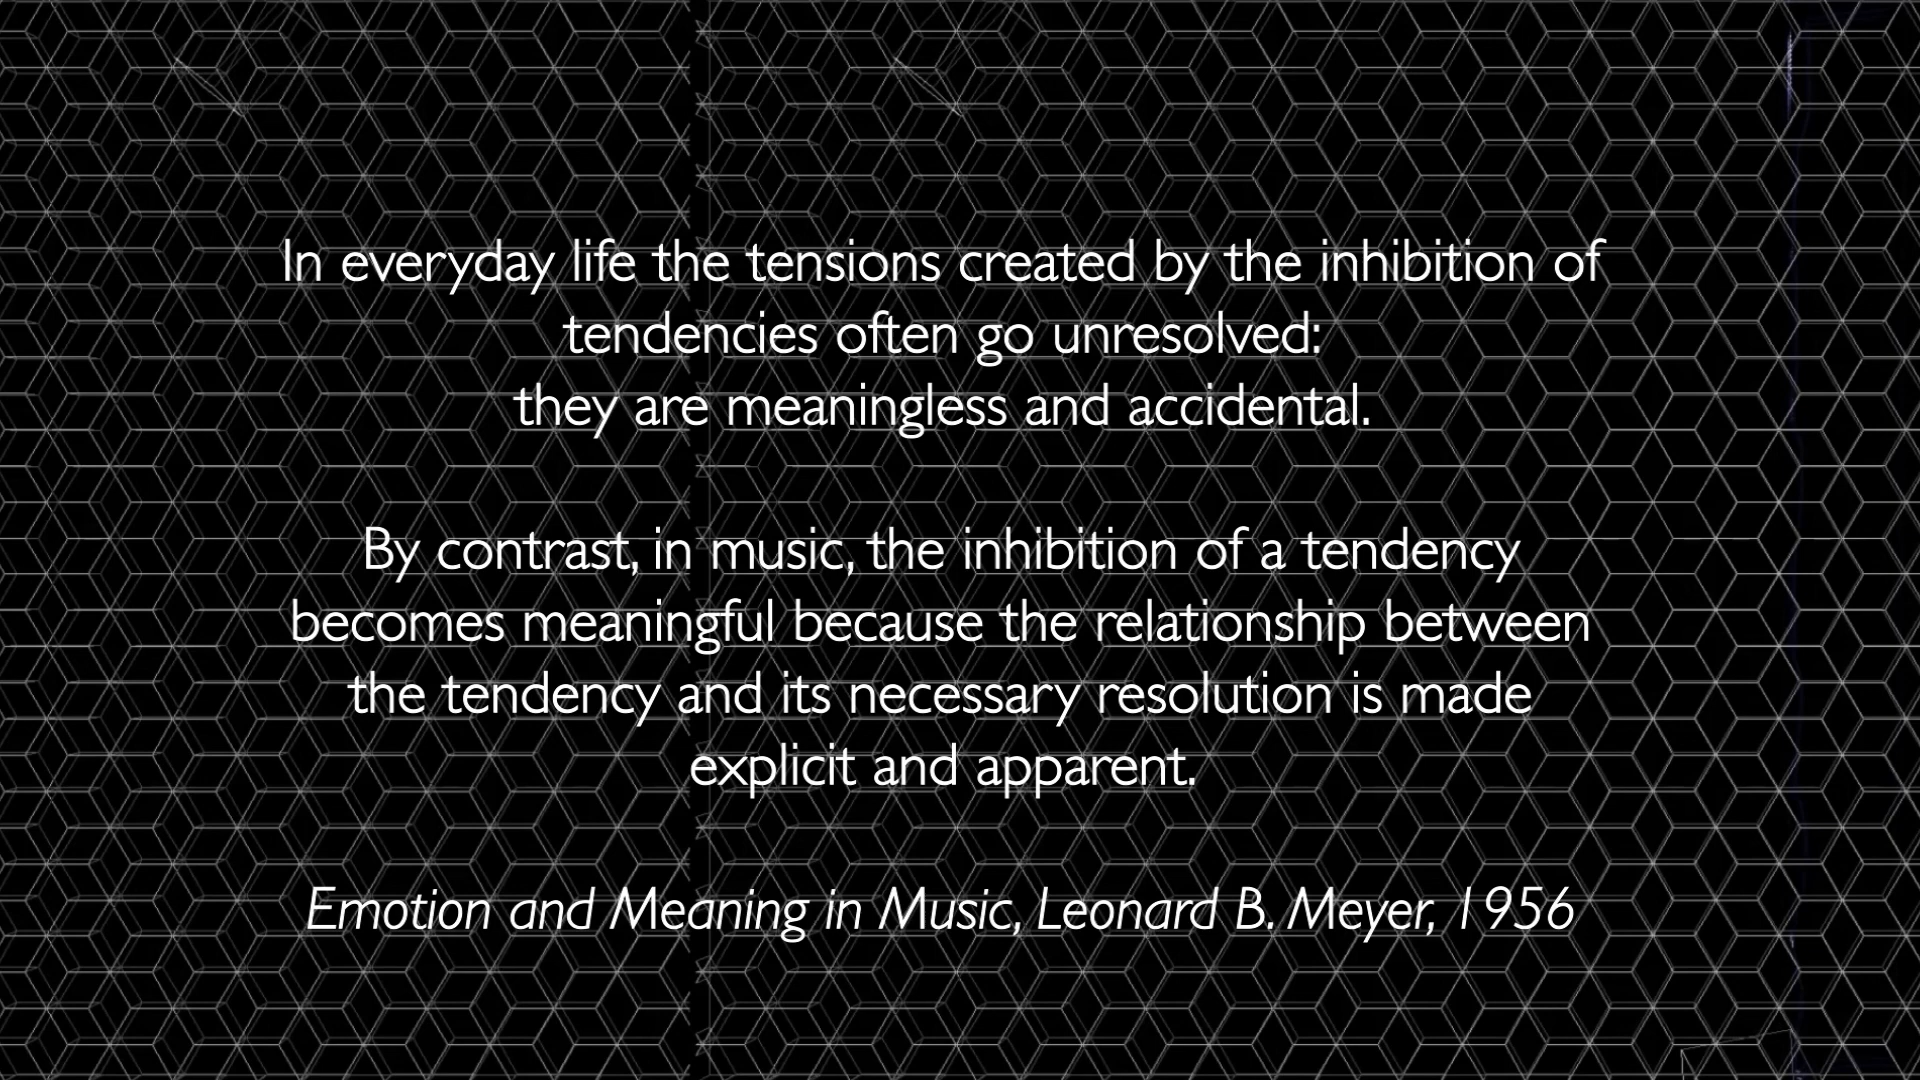 In everyday life the tensions created by the inhibition of
tendencies often go unresolved:
they are meaningless and accidental.
By contrast, in music, the inhibition of a tendency
becomes meaningful because the relationship between
the tendency and its necessary resolution is made
explicit and apparent.
Emotion and Meaning in Music, Leonard B. Meyer, 1956